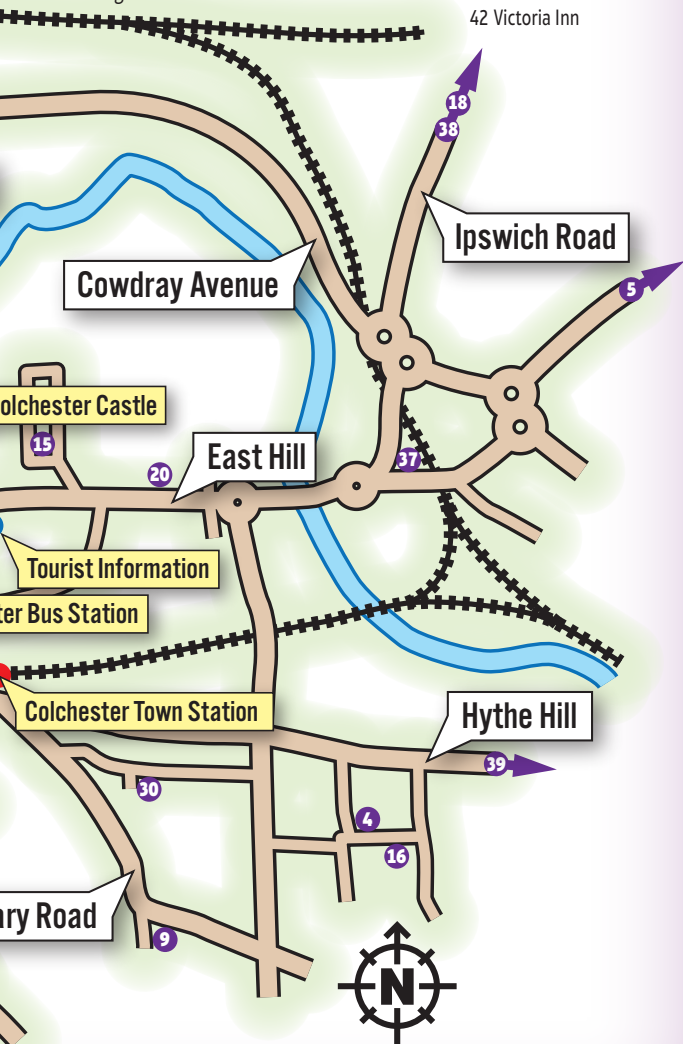 42 Victoria Inn
18
38
Ipswich Road
Cowdray Avenue
5
olchester Castle
15
East Hill
20
37
Tourist Information
ter Bus Station
Colchester Town Station
Hythe Hill
39
30
4
16
ary Road
9
N